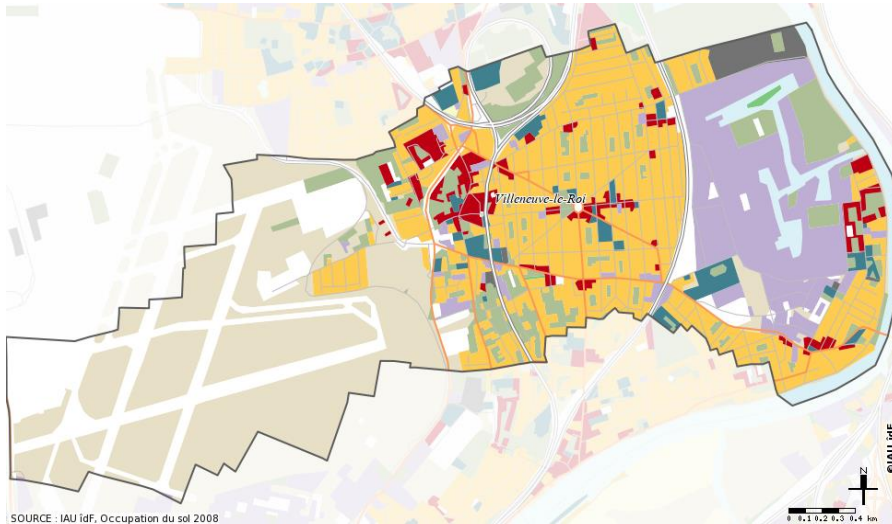 Villeneuve-le-Roi
©IAU îdF
N
0 0.1 0.2 0.3 0.4 km
SOURCE : IAU îdF, Occupation du sol 2008